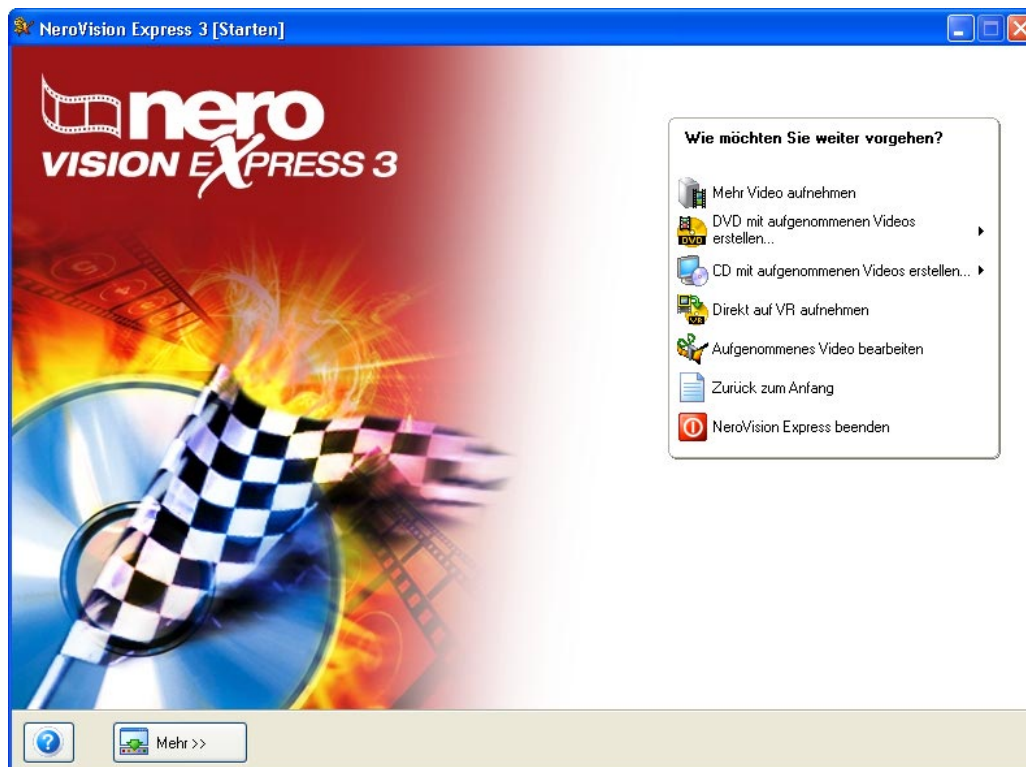 NeroVision Express 3 [Starten]
nero
VISION EXPRESS 3
Wie möchten Sie weiter vorgehen?
Mehr Video aufnehmen
DVD mit aufgenommenen Videos
erstellen...
CD mit aufgenommenen Videos erstellen...
Direkt auf VR aufnehmen
Aufgenommenes Video bearbeiten
Zurück zum Anfang
NeroVision Express beenden
Mehr >>